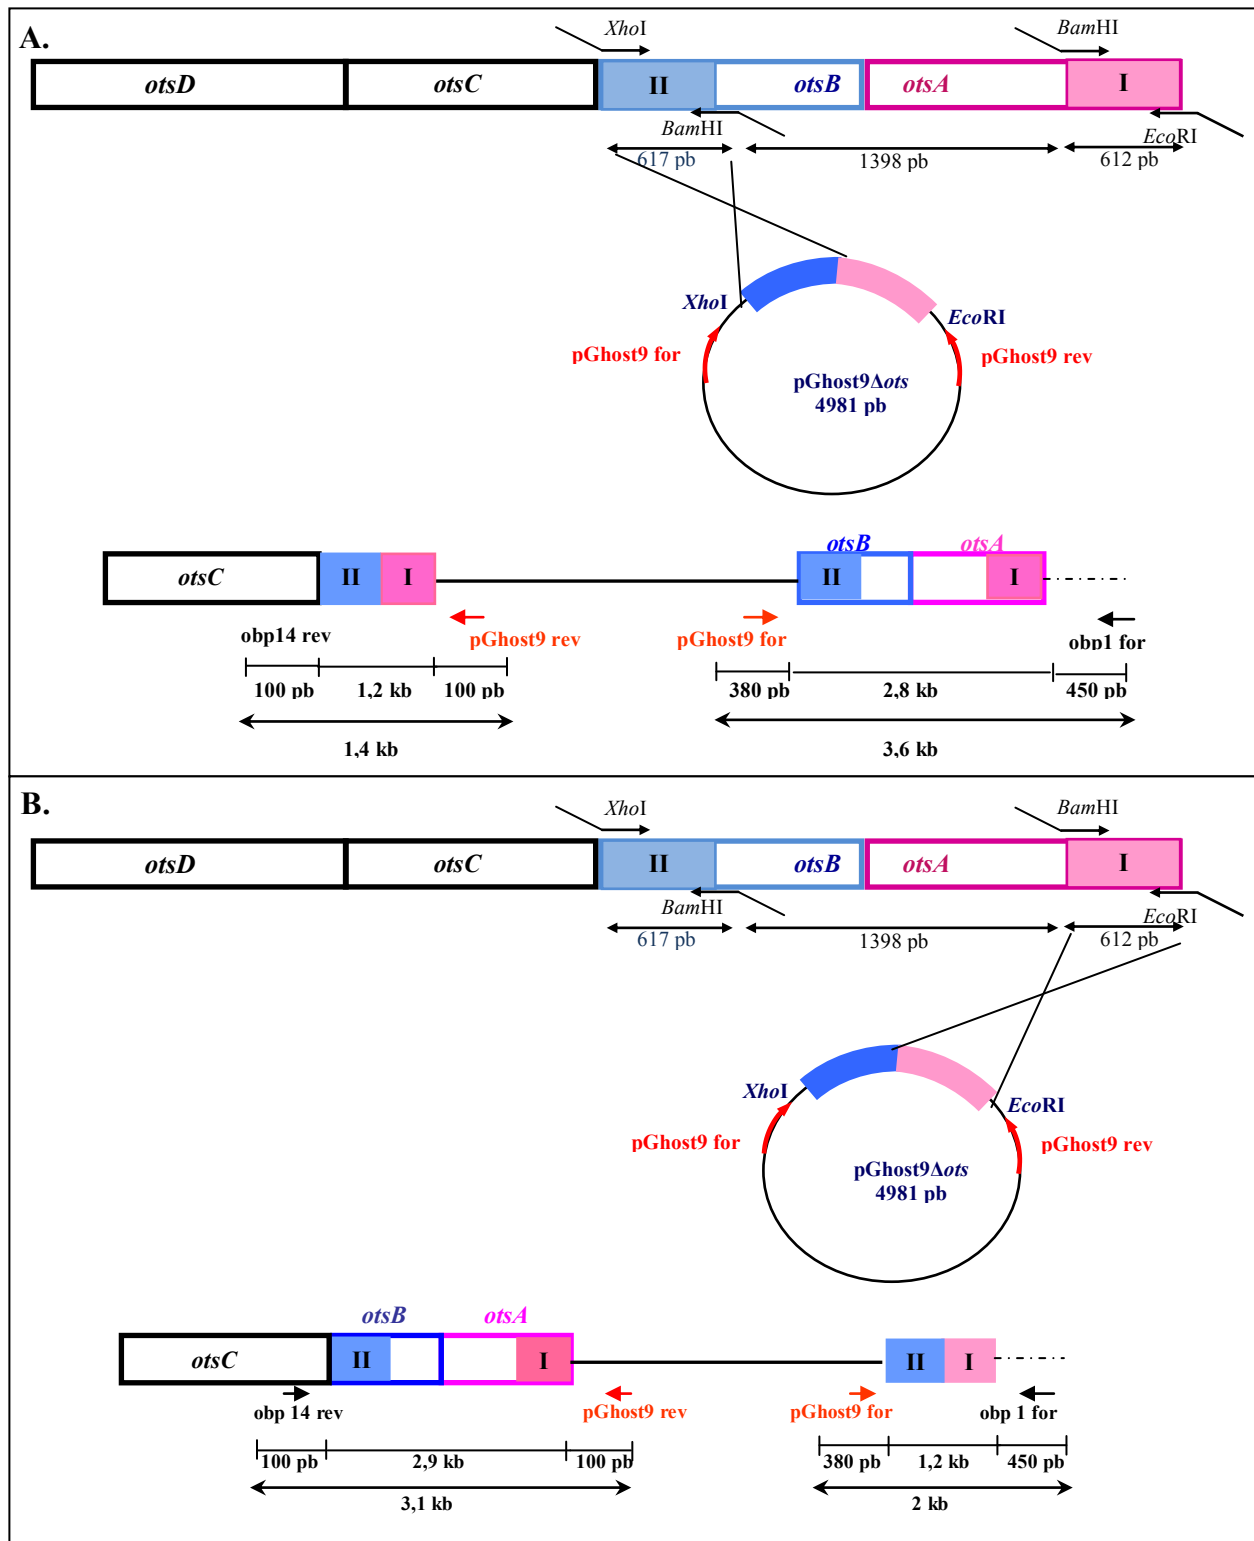 A.
XhoI
BamHI
otsD
otsC
II
otsB
otsA
I
BamHI
EcoRI
617 pb
1398 pb
612 pb
XhoI
EcoRI
pGhost9 for
pGhost9 rev
pGhost9Δots
4981 pb
otsB
otsA
otsC
II
I
II
I
obp14 rev
pGhost9 rev
pGhost9 for
obp1 for
100 pb
1,2 kb
100 pb
380 pb
2,8 kb
450 pb
1,4 kb
3,6 kb
B.
XhoI
BamHI
otsD
otsC
II
otsB
otsA
I
BamHI
EcoRI
617 pb
1398 pb
612 pb
XhoI
EcoRI
pGhost9 for
pGhost9 rev
pGhost9Δots
4981 pb
otsB
otsA
otsC
II
I
II
I
obp 14 rev
pGhost9 rev
pGhost9 for
obp 1 for
100 pb
2,9 kb
100 pb
380 pb
1,2 kb
450 pb
3,1 kb
2 kb